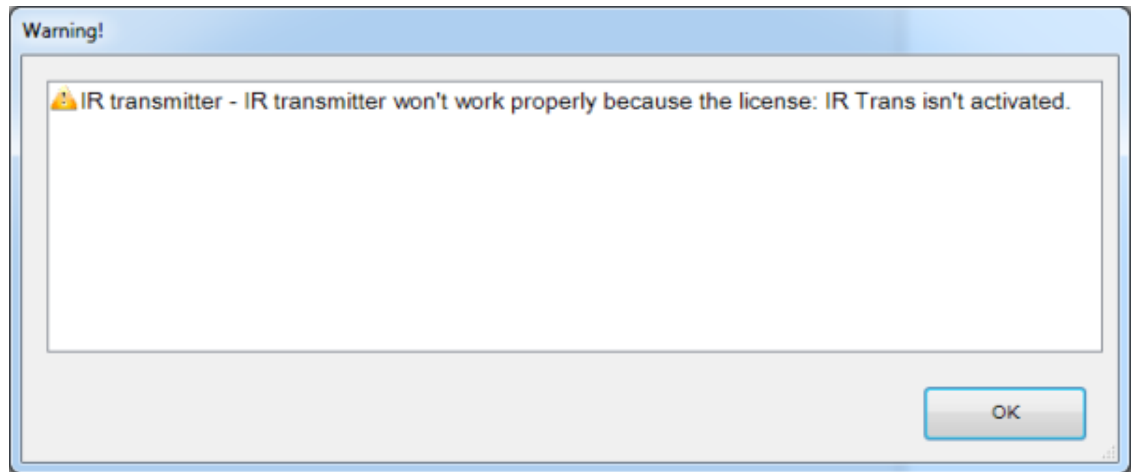 Warning!
IR transmitter - IR transmitter won't work properly because the license: IR Trans isn't activated.
OK